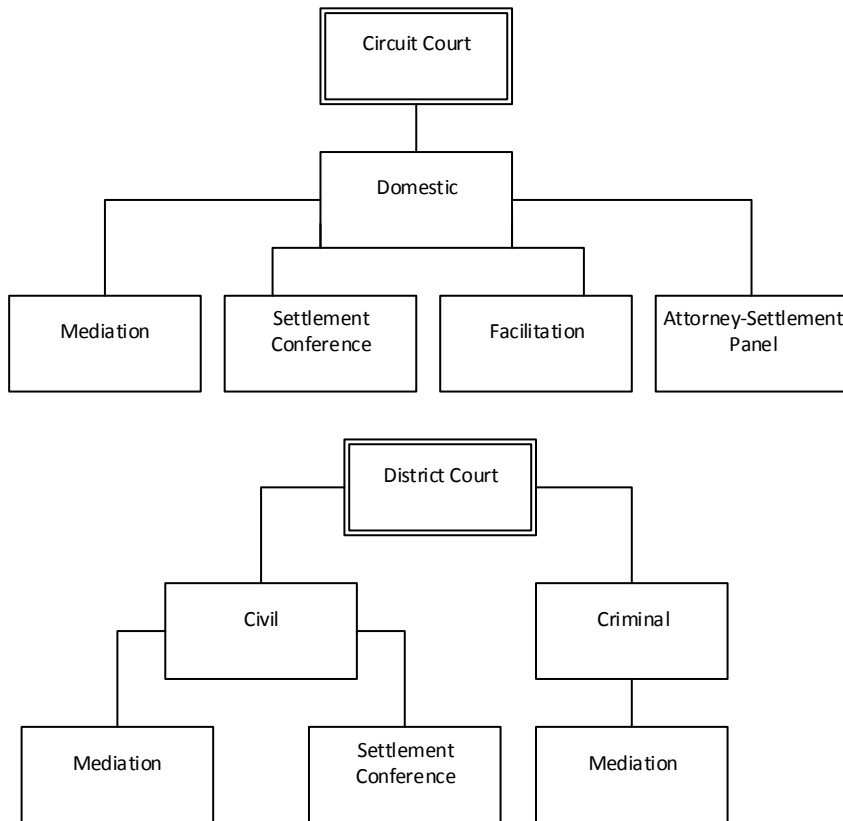 Circuit Court
Domestic
Mediation
Settlement
Conference
Facilitation
Attorney-Settlement
Panel
District Court
Civil
Criminal
Mediation
Settlement
Conference
Mediation